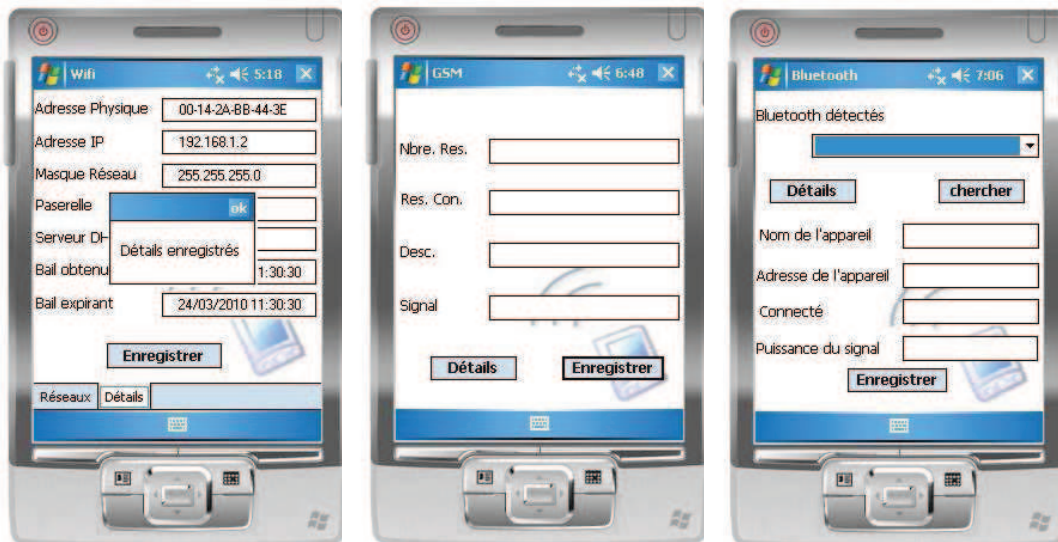 Wifi 5:18
Adresse Physique 00-14-2A-BB-44-3E
Adresse IP 192.168.1.2
Masque Réseau 255.255.255.0
Paserelle
ok
Serveur DH
Détails enregistrés
Bail obtenu 1:30:30
Bail expirant 24/03/2010 11:30:30
Enregistrer
Réseaux Détails
GSM 6:48
Nbre. Res.
Res. Con.
Desc.
Signal
Détails Enregistrer
Bluetooth 7:06
Bluetooth détectés
Détails chercher
Nom de l'appareil
Adresse de l'appareil
Connecté
Puissance du signal
Enregistrer